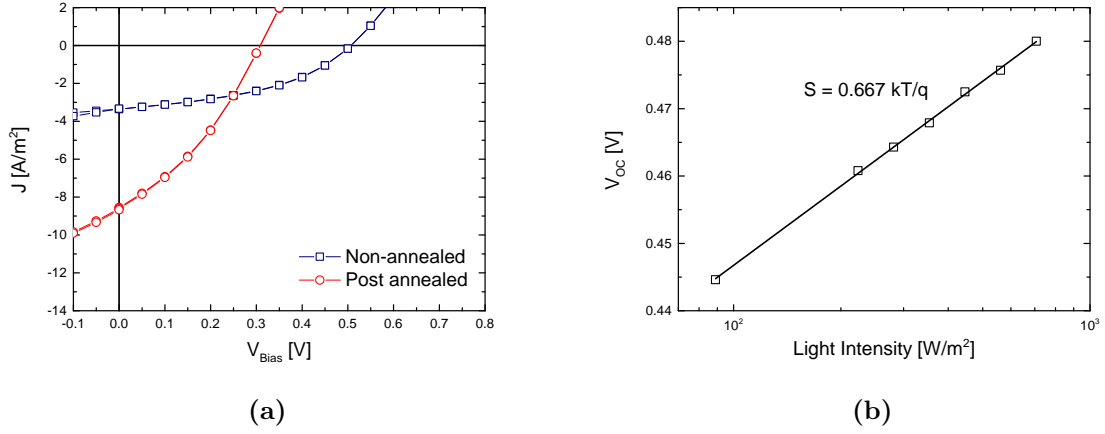 2
0
-2
-4
-6
-8
-10
-12
-14
J [A/m²]
-0.1 0.0 0.1 0.2 0.3 0.4 0.5 0.6 0.7 0.8
V_Bias [V]
Non-annealed
Post annealed
(a)
0.48
0.47
0.46
0.45
0.44
V_OC [V]
S = 0.667 kT/q
10² 10³
Light Intensity [W/m²]
(b)